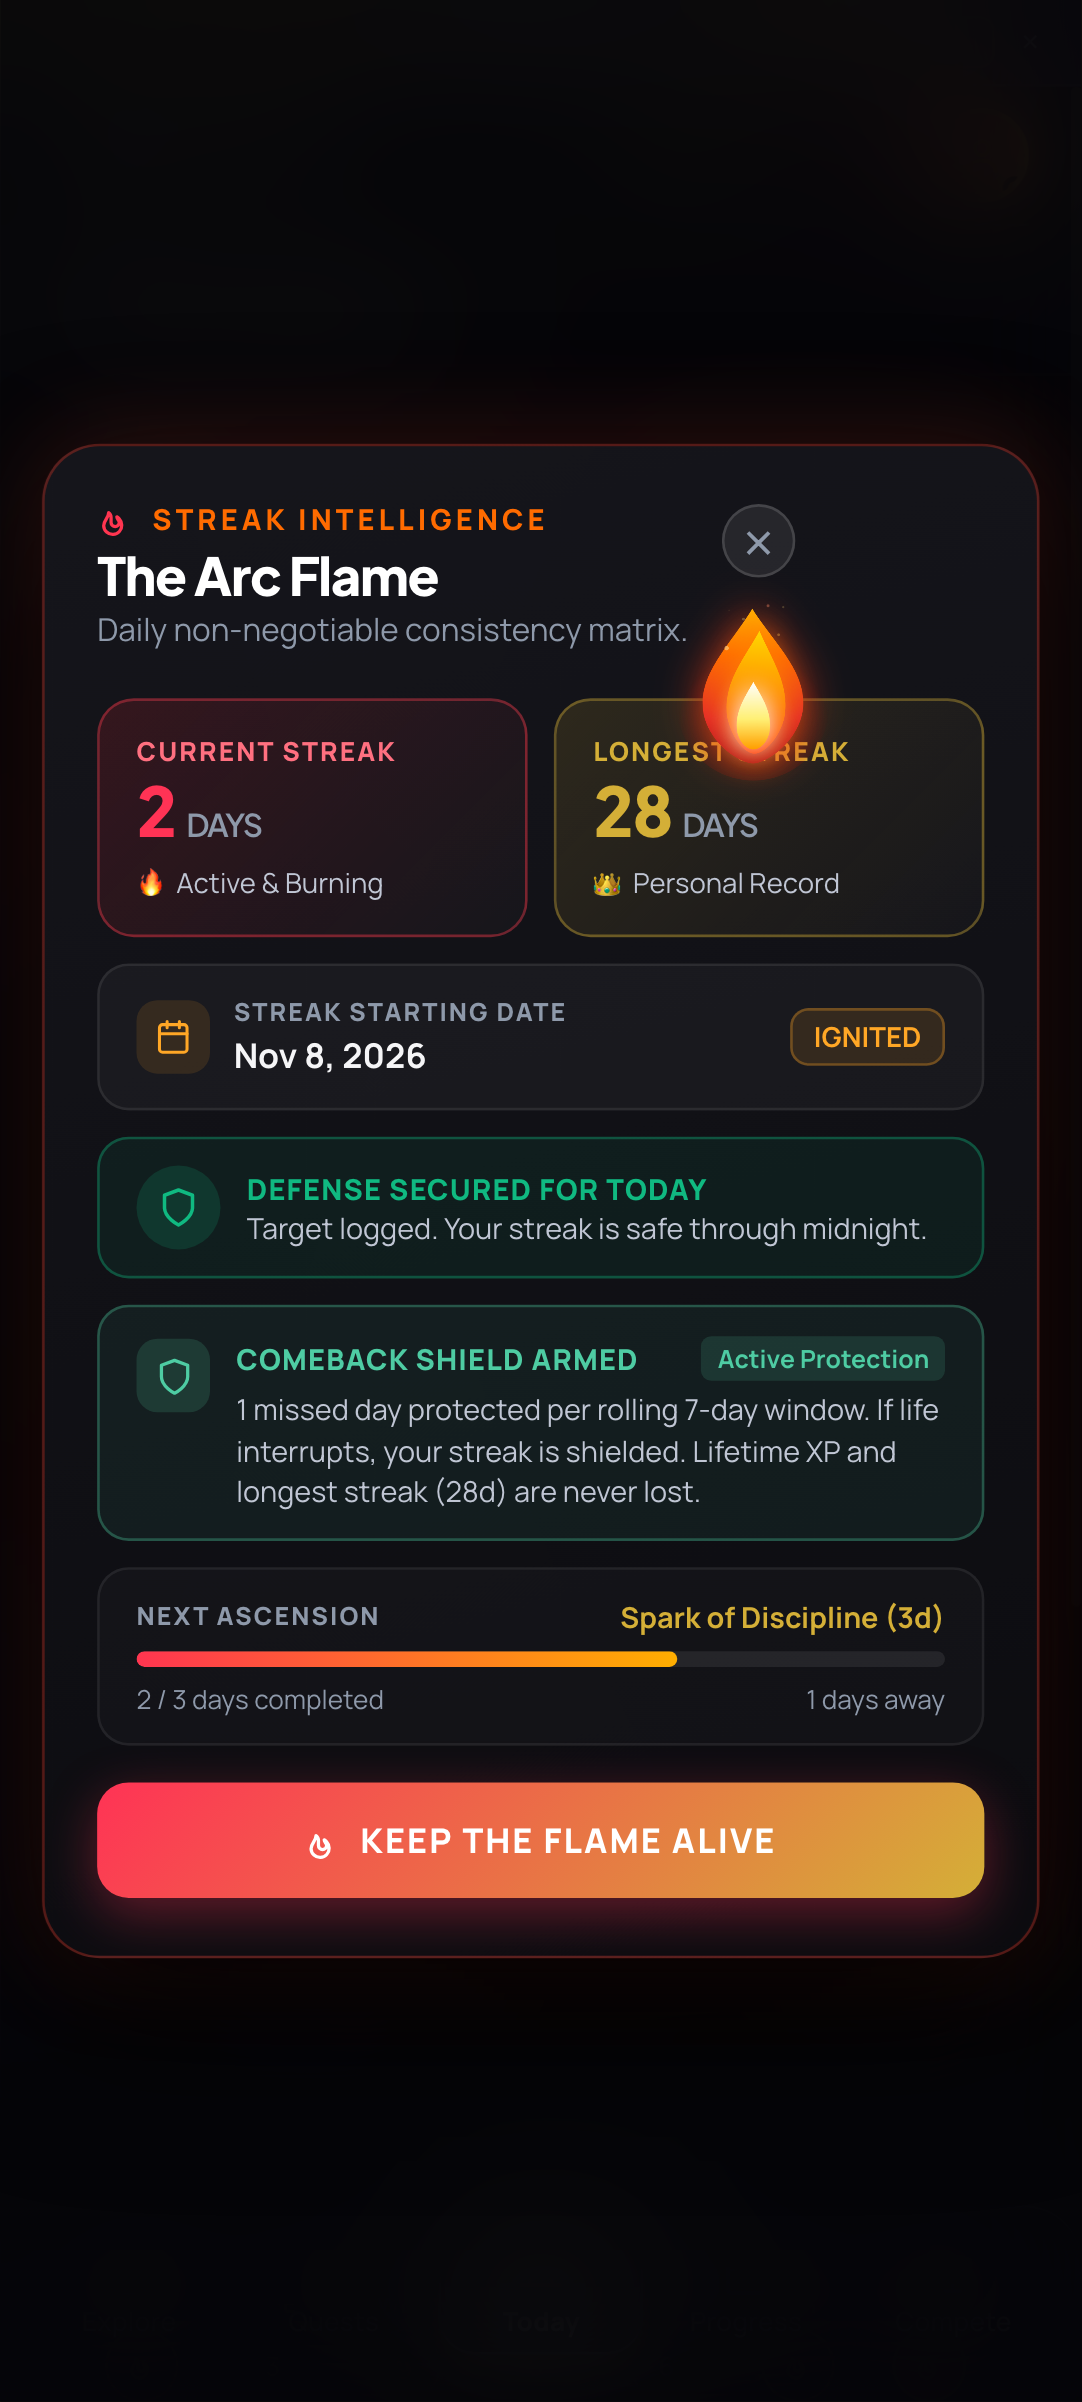 STREAK INTELLIGENCE
The Arc Flame
Daily non-negotiable consistency matrix.
CURRENT STREAK
2 DAYS
🔥 Active & Burning
LONGEST STREAK
28 DAYS
👑 Personal Record
STREAK STARTING DATE
Nov 8, 2026
IGNITED
DEFENSE SECURED FOR TODAY
Target logged. Your streak is safe through midnight.
COMEBACK SHIELD ARMED
Active Protection
1 missed day protected per rolling 7-day window. If life
interrupts, your streak is shielded. Lifetime XP and
longest streak (28d) are never lost.
NEXT ASCENSION
Spark of Discipline (3d)
2 / 3 days completed
1 days away
KEEP THE FLAME ALIVE
Today